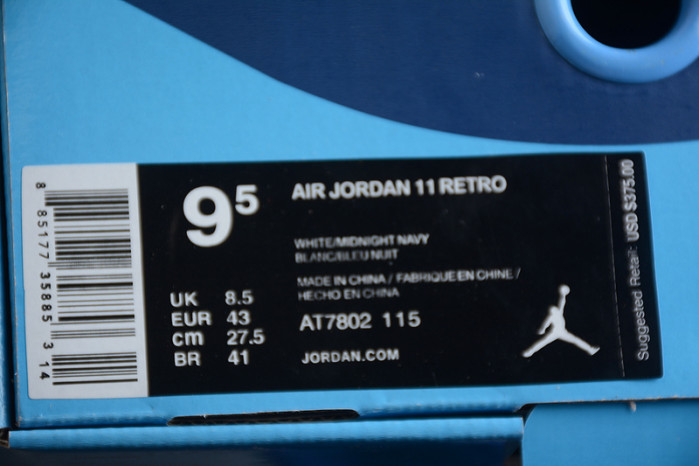 8 85177 35885 3 14
9⁵
AIR JORDAN 11 RETRO
WHITE/MIDNIGHT NAVY
BLANC/BLEU NUIT
MADE IN CHINA / FABRIQUE EN CHINE /
HECHO EN CHINA
UK 8.5
EUR 43
cm 27.5
BR 41
AT7802 115
JORDAN.COM
Suggested Retail: USD $375.00